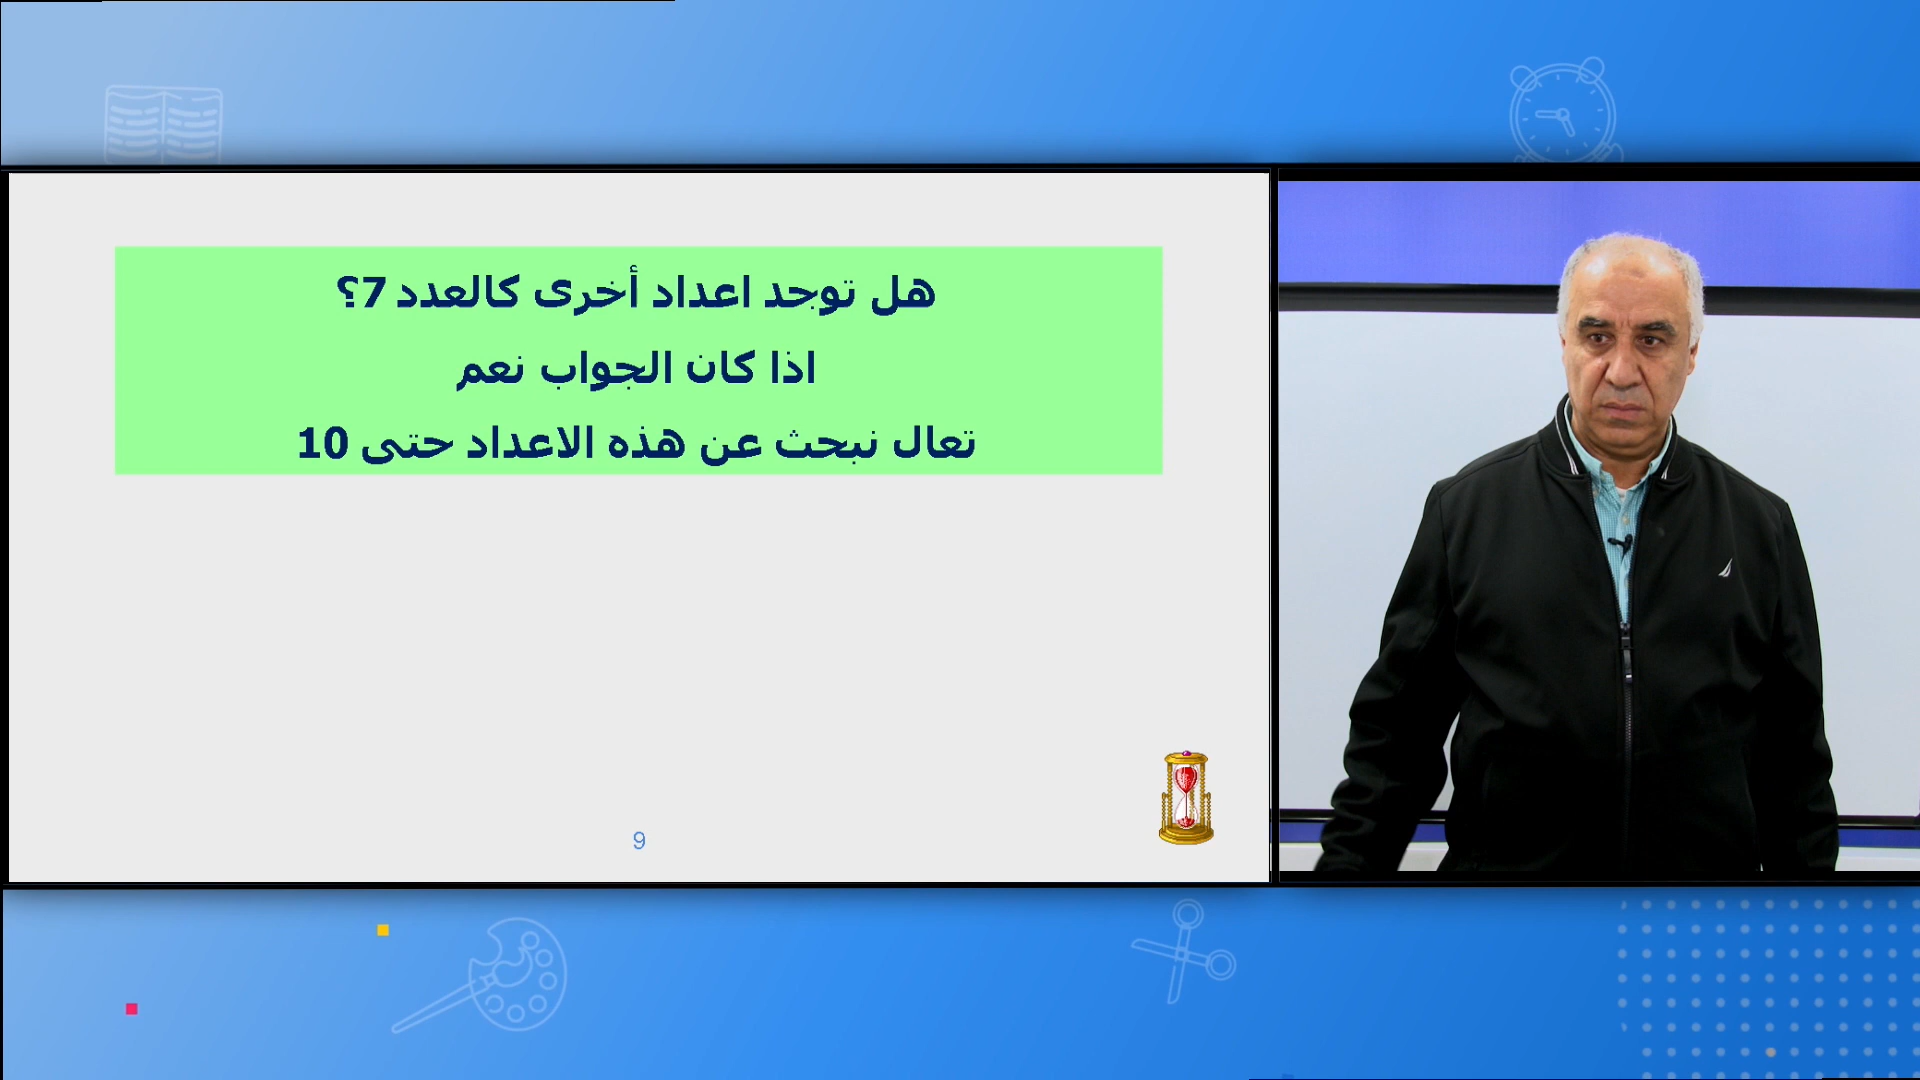 هل توجد اعداد أخرى كالعدد 7؟
اذا كان الجواب نعم
تعال نبحث عن هذه الاعداد حتى 10
9